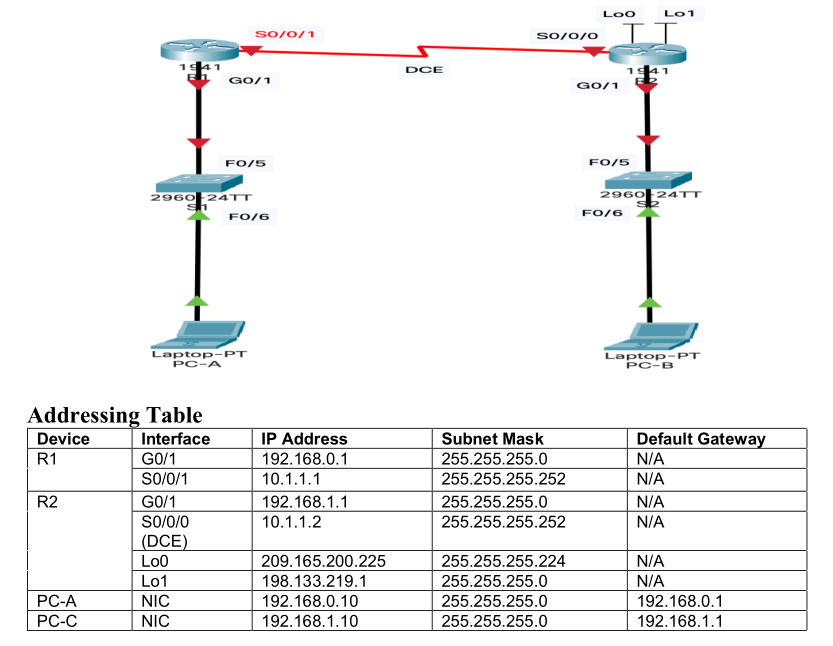 Lo0 Lo1
S0/0/1 S0/0/0
DCE
1941 1941
R1 R2
G0/1 G0/1
F0/5 F0/5
2960-24TT 2960-24TT
S1 S2
F0/6 F0/6
Laptop-PT Laptop-PT
PC-A PC-B
Addressing Table
Device Interface IP Address Subnet Mask Default Gateway
R1 G0/1 192.168.0.1 255.255.255.0 N/A
S0/0/1 10.1.1.1 255.255.255.252 N/A
R2 G0/1 192.168.1.1 255.255.255.0 N/A
S0/0/0 10.1.1.2 255.255.255.252 N/A
(DCE)
Lo0 209.165.200.225 255.255.255.224 N/A
Lo1 198.133.219.1 255.255.255.0 N/A
PC-A NIC 192.168.0.10 255.255.255.0 192.168.0.1
PC-C NIC 192.168.1.10 255.255.255.0 192.168.1.1